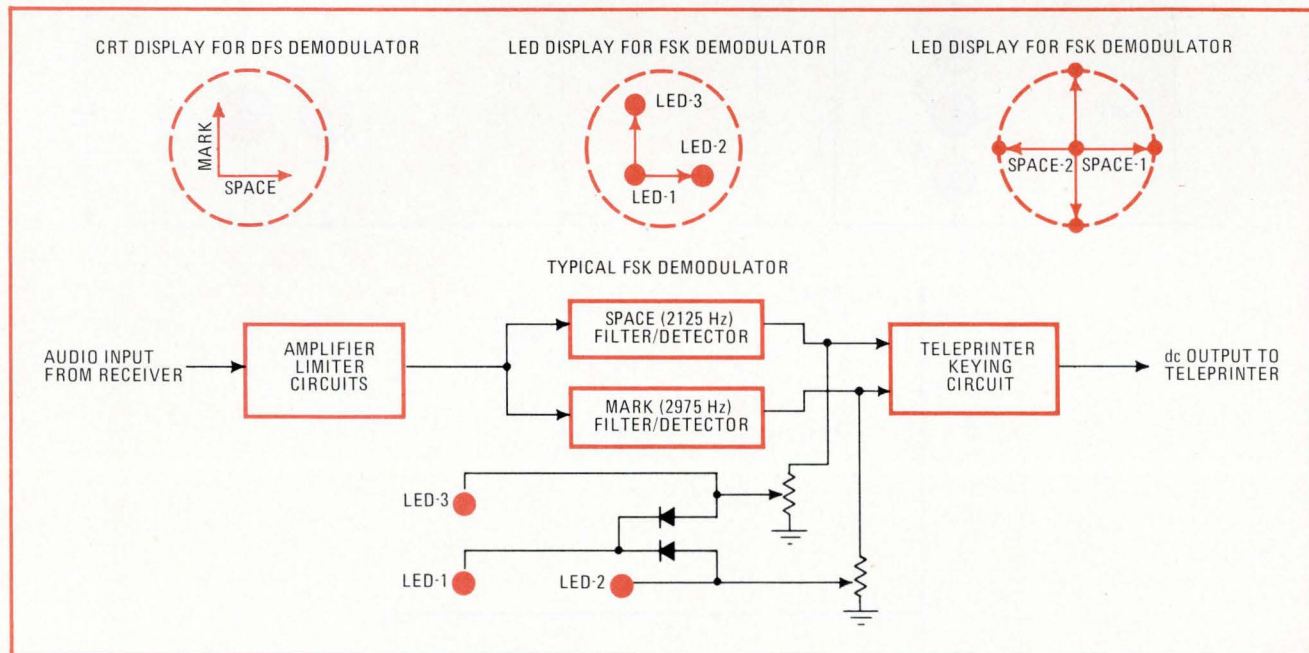 CRT DISPLAY FOR DFS DEMODULATOR
MARK
SPACE
LED DISPLAY FOR FSK DEMODULATOR
LED-3
LED-2
LED-1
LED DISPLAY FOR FSK DEMODULATOR
SPACE-2 SPACE-1
TYPICAL FSK DEMODULATOR
AUDIO INPUT
FROM RECEIVER
AMPLIFIER
LIMITER
CIRCUITS
SPACE (2125 Hz)
FILTER/DETECTOR
MARK (2975 Hz)
FILTER/DETECTOR
TELEPRINTER
KEYING
CIRCUIT
dc OUTPUT TO
TELEPRINTER
LED-3
LED-1
LED-2